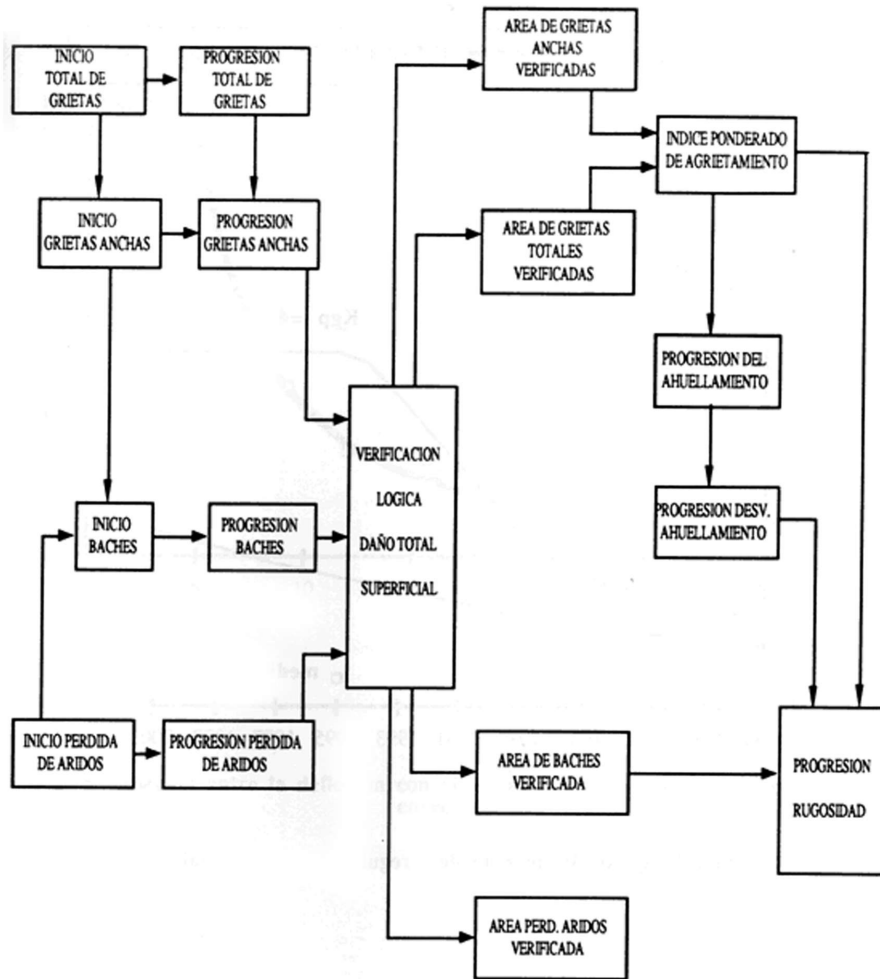 INICIO
TOTAL DE
GRIETAS
PROGRESION
TOTAL DE
GRIETAS
AREA DE GRIETAS
ANCHAS
VERIFICADAS
INDICE PONDERADO
DE AGRIETAMIENTO
INICIO
GRIETAS ANCHAS
PROGRESIÓN
GRIETAS ANCHAS
AREA DE GRIETAS
TOTALES
VERIFICADAS
Kgp
PROGRESION DEL
AHUELLAMIENTO
VERIFICACION
LOGICA
DAÑO TOTAL
SUPERFICIAL
INICIO
BACHES
PROGRESION
BACHES
PROGRESION DESV.
AHUELLAMIENTO
INICIO PERDIDA
DE ARIDOS
PROGRESION PERDIDA
DE ARIDOS
AREA DE BACHES
VERIFICADA
PROGRESION
RUGOSIDAD
AREA PERD. ARIDOS
VERIFICADA